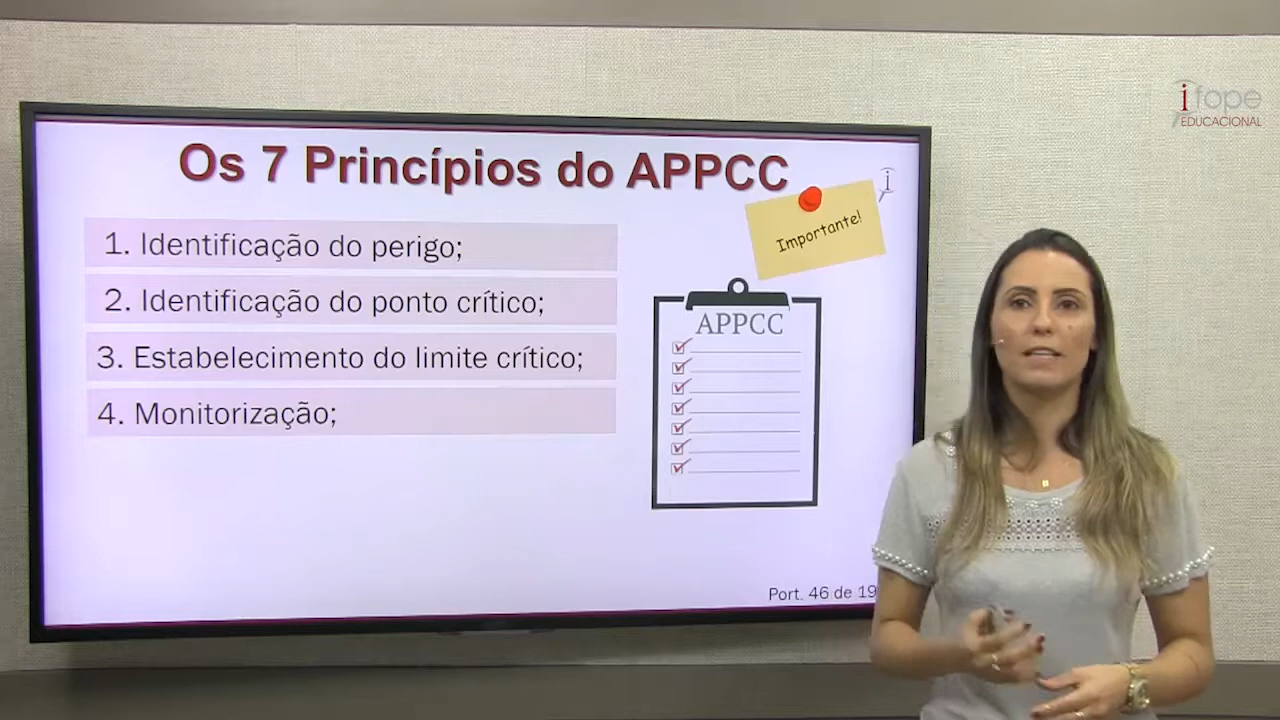 ifope
EDUCACIONAL
Os 7 Princípios do APPCC
Importante!
1. Identificação do perigo;
2. Identificação do ponto crítico;
3. Estabelecimento do limite crítico;
4. Monitorização;
APPCC
Port. 46 de 19